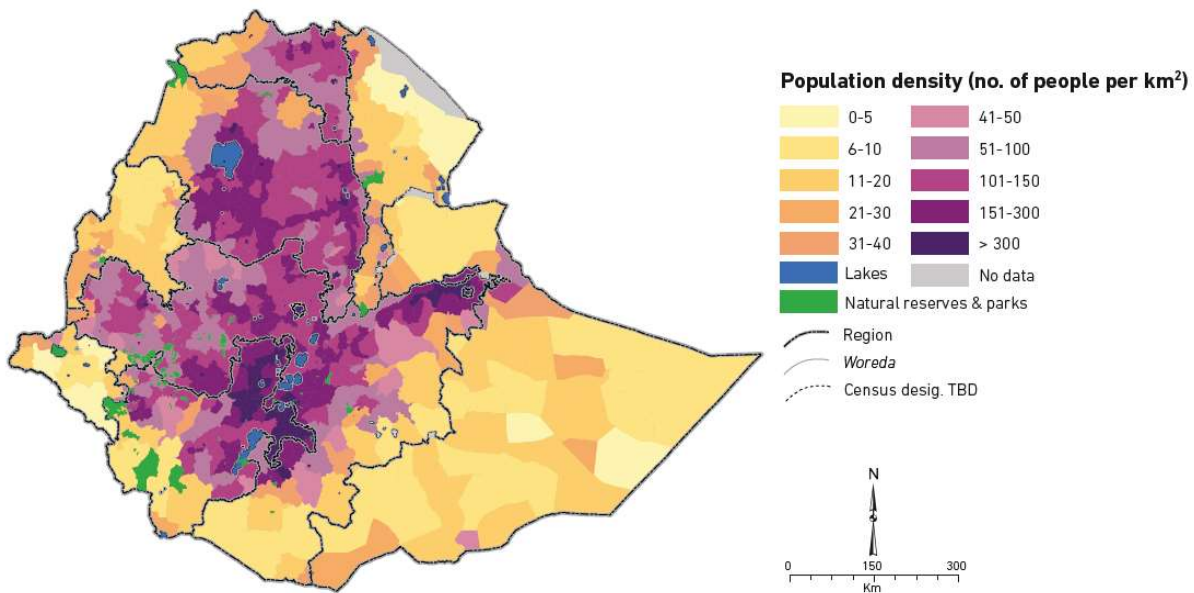 Population density (no. of people per km²)
0-5
41-50
6-10
51-100
11-20
101-150
21-30
151-300
31-40
> 300
Lakes
No data
Natural reserves & parks
Region
Woreda
Census desig. TBD
N
0 150 300
Km